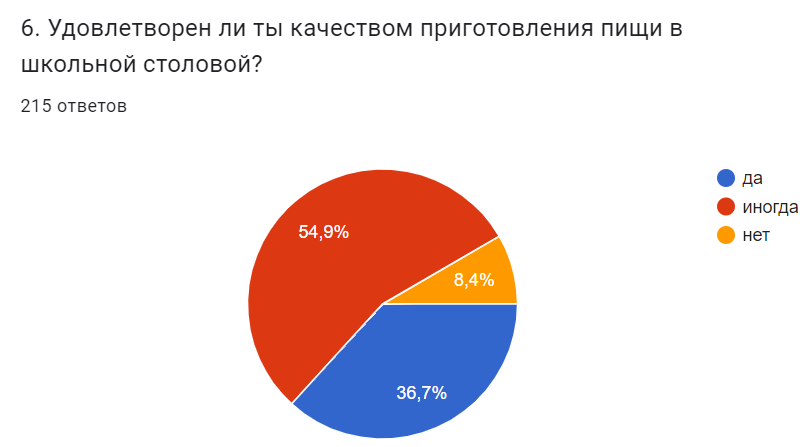 6. Удовлетворен ли ты качеством приготовления пищи в
школьной столовой?
215 ответов
да
иногда
нет
54,9%
8,4%
36,7%